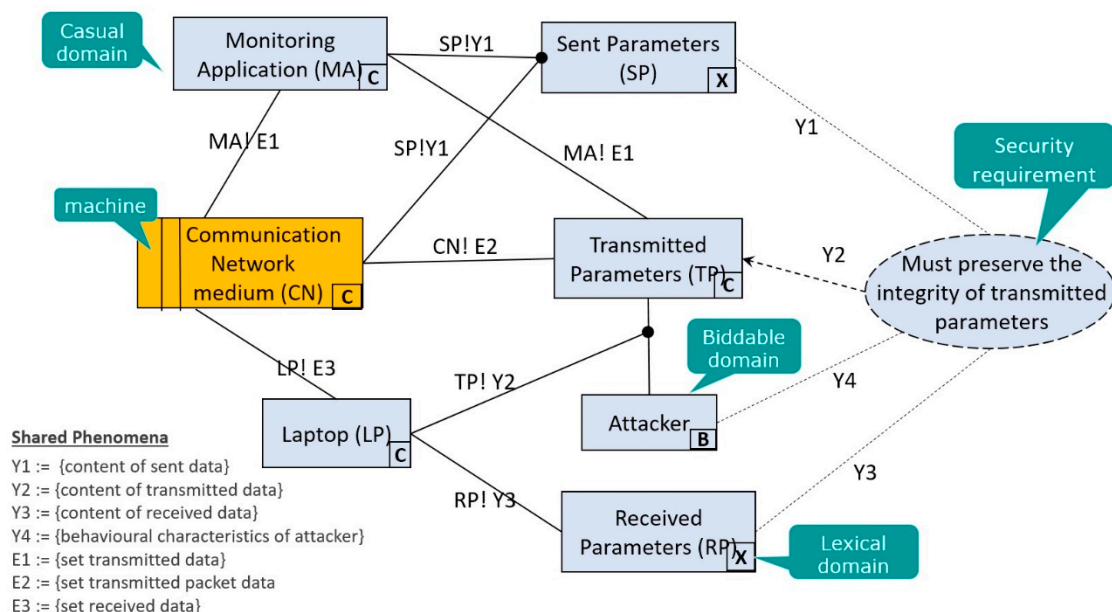 Casual
domain
Monitoring
Application (MA)
C
SP!Y1
Sent Parameters
(SP)
X
Y1
MA! E1
SP!Y1
MA! E1
Security
requirement
machine
Communication
Network
medium (CN)
C
CN! E2
Transmitted
Parameters (TP)
C
Y2
Must preserve the
integrity of transmitted
parameters
LP! E3
TP! Y2
Biddable
domain
Y4
Laptop (LP)
C
Attacker
B
Y3
RP! Y3
Received
Parameters (RP)
X
Lexical
domain
Shared Phenomena
Y1 := {content of sent data}
Y2 := {content of transmitted data}
Y3 := {content of received data}
Y4 := {behavioural characteristics of attacker}
E1 := {set transmitted data}
E2 := {set transmitted packet data
E3 := {set received data}